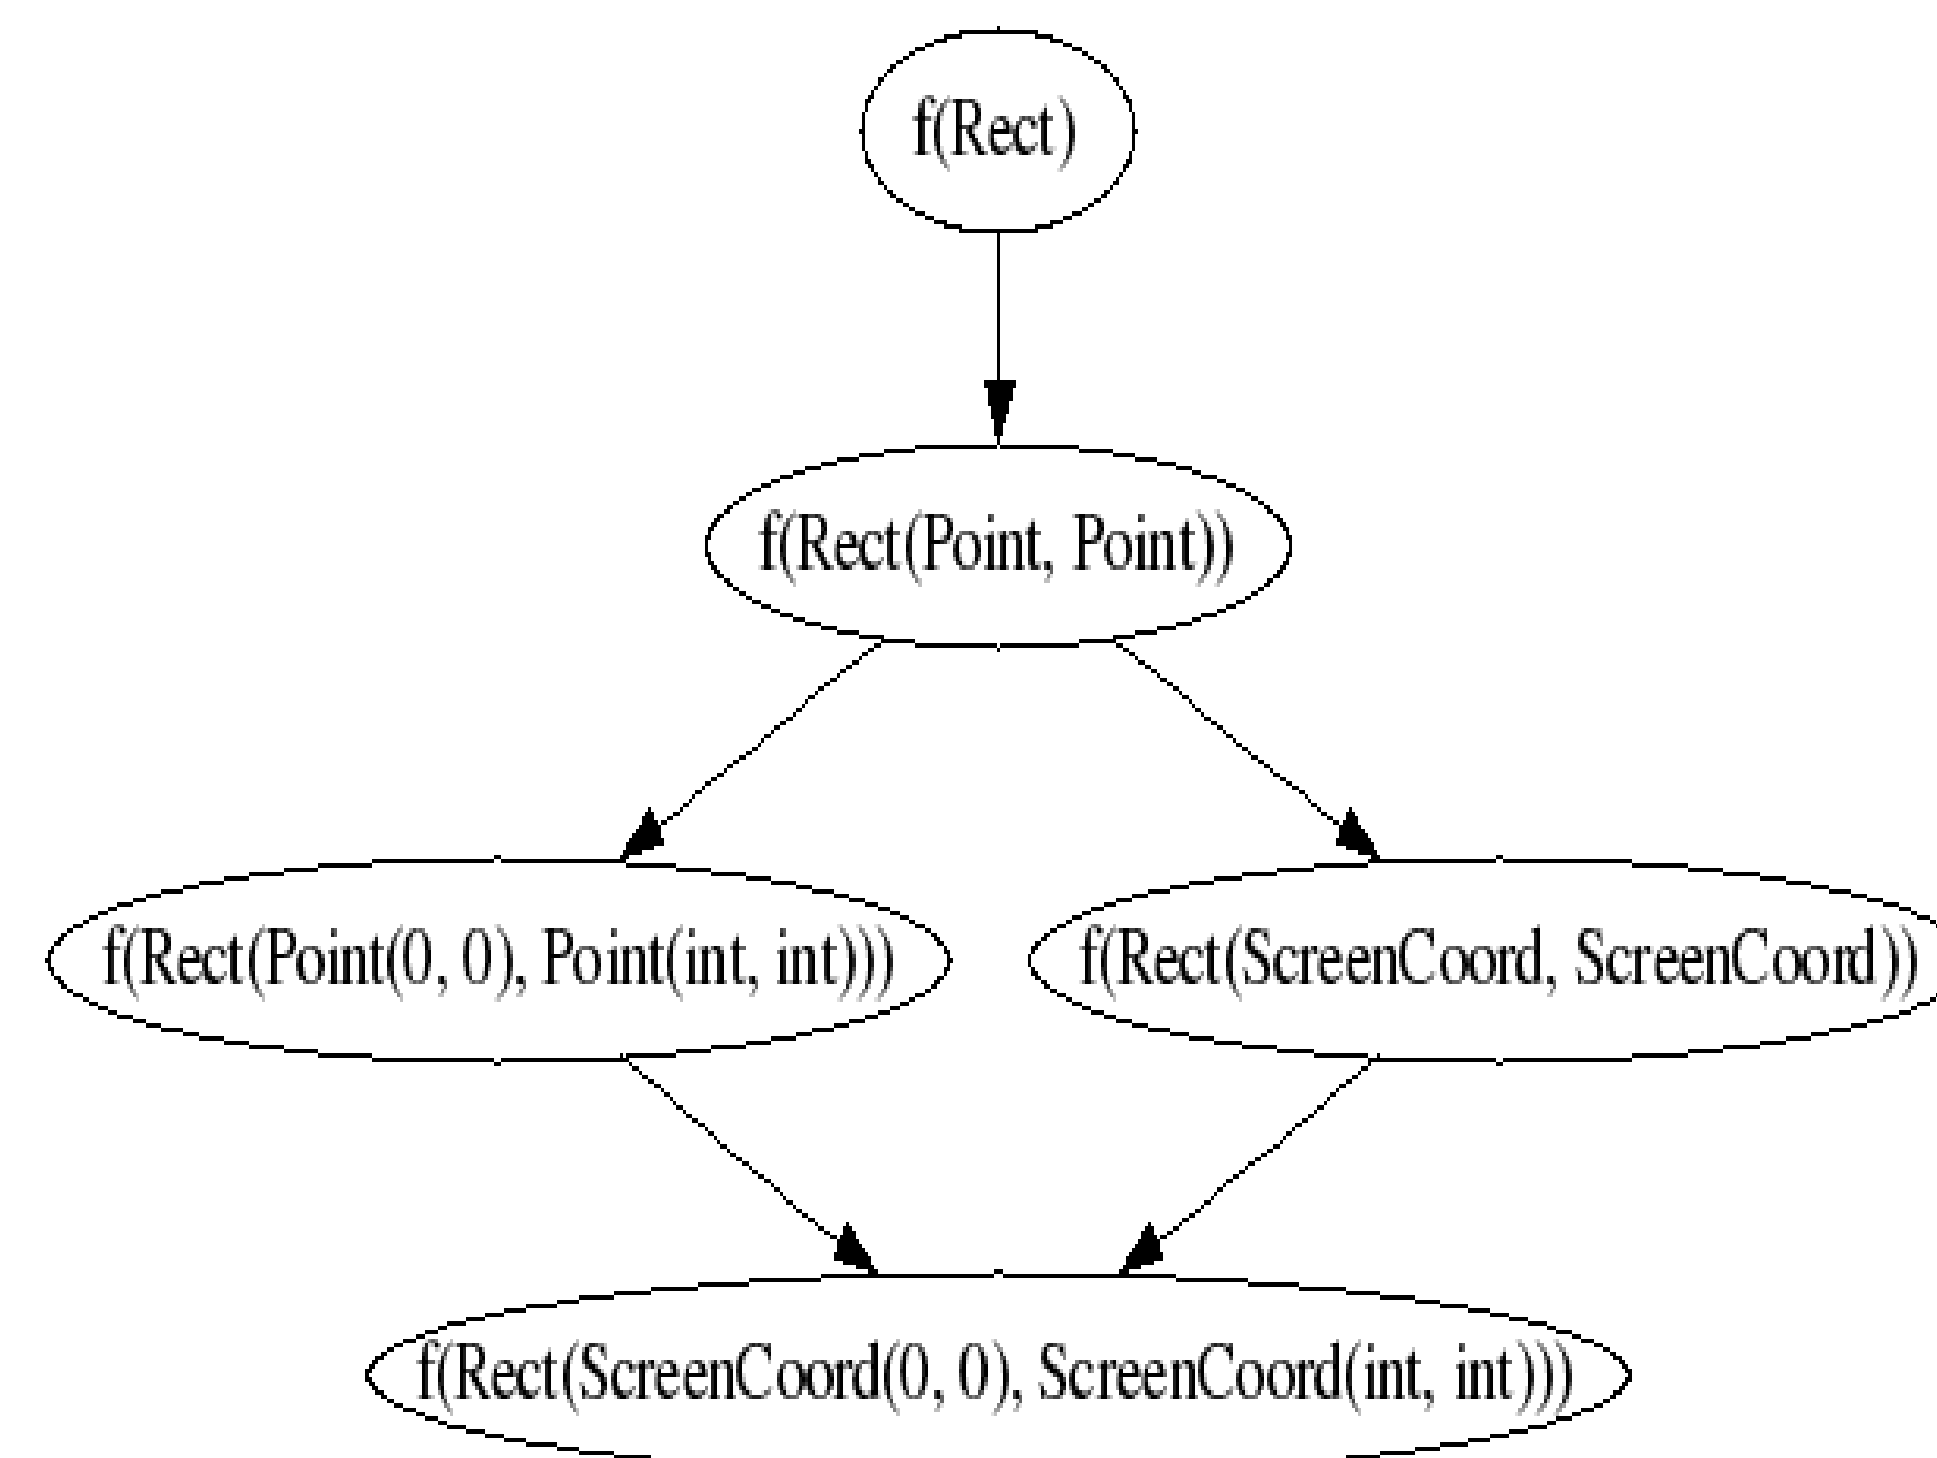 f(Rect)
f(Rect(Point, Point))
f(Rect(Point(0, 0), Point(int, int)))
f(Rect(ScreenCoord, ScreenCoord))
f(Rect(ScreenCoord(0, 0), ScreenCoord(int, int)))